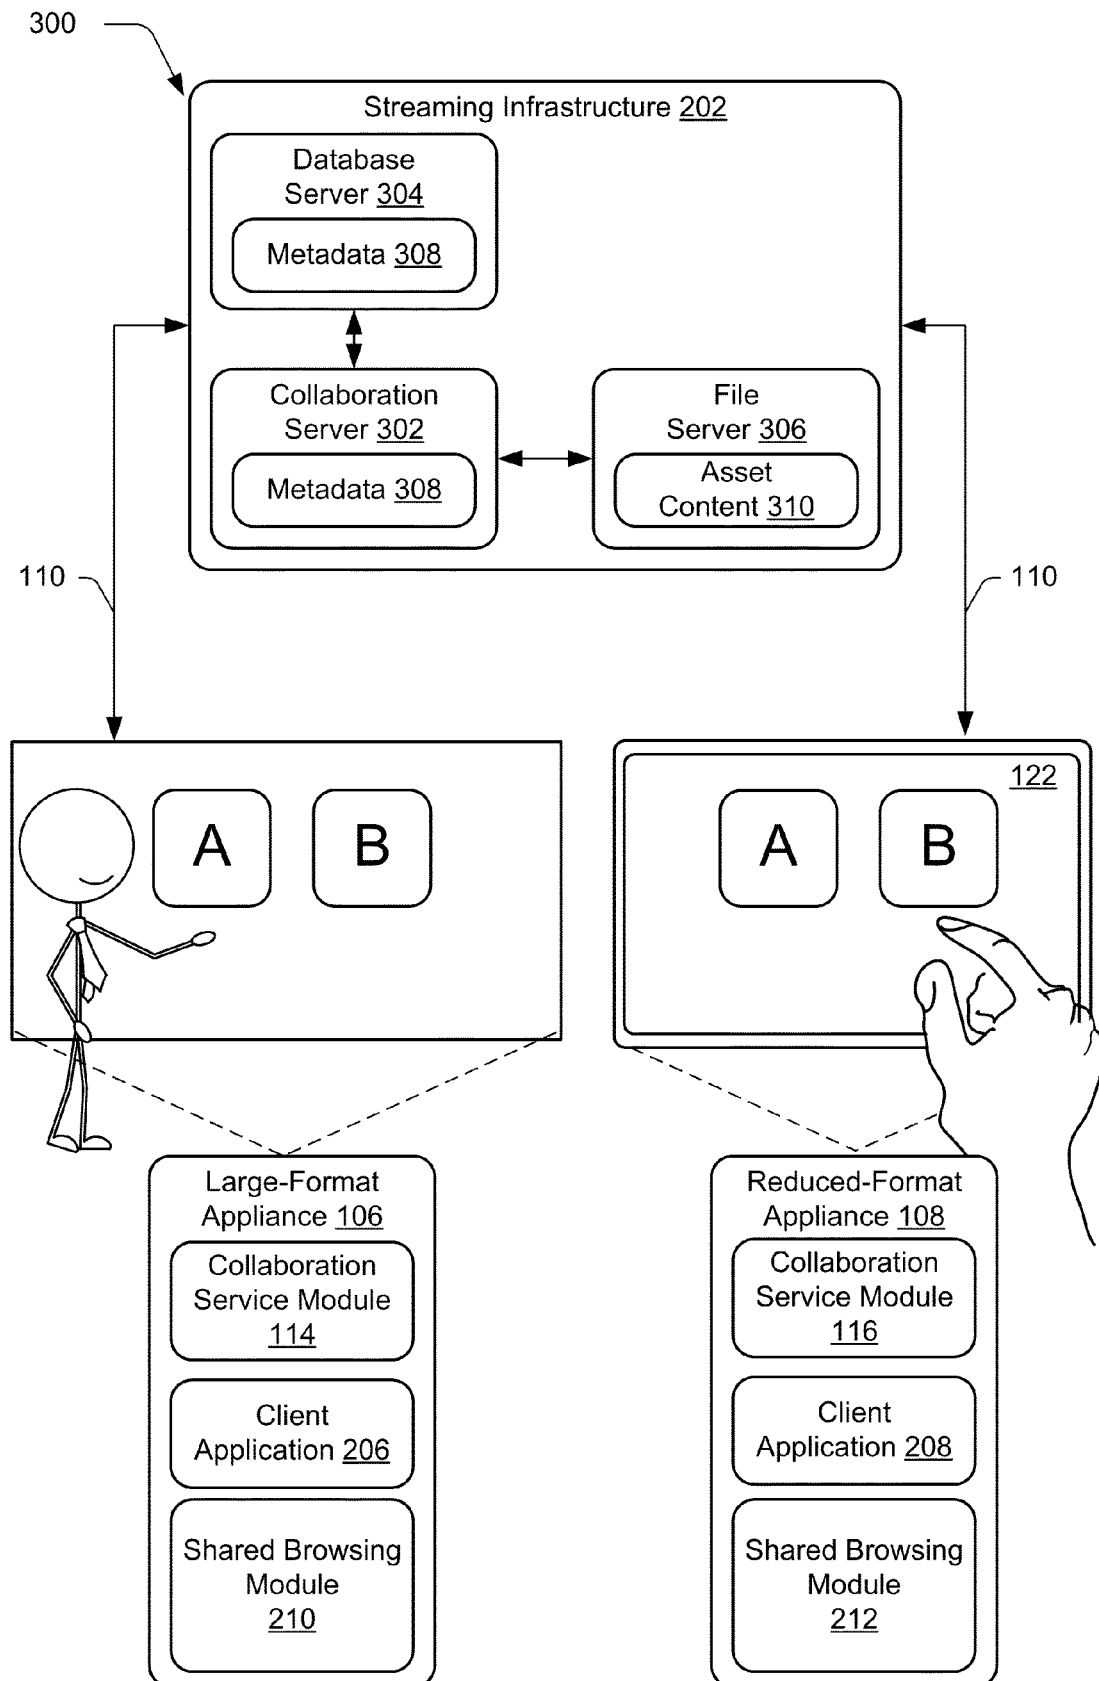 300
Streaming Infrastructure 202
Database
Server 304
Metadata 308
Collaboration
Server 302
Metadata 308
File
Server 306
Asset
Content 310
110
110
A
B
122
A
B
Large-Format
Appliance 106
Collaboration
Service Module
114
Client
Application 206
Shared Browsing
Module
210
Reduced-Format
Appliance 108
Collaboration
Service Module
116
Client
Application 208
Shared Browsing
Module
212